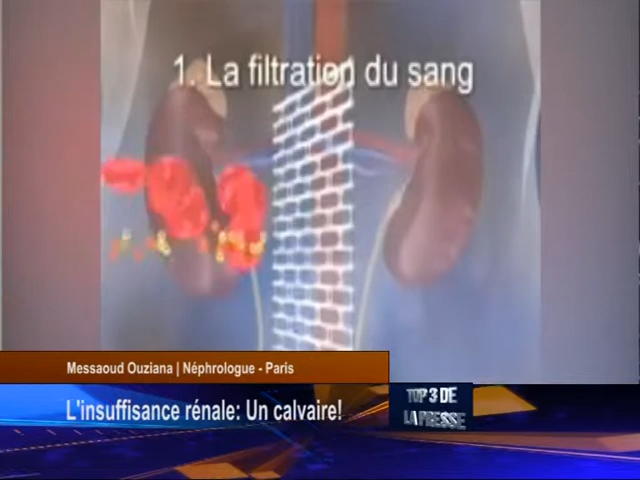 1. La filtration du sang
Messaoud Ouziana | Néphrologue - Paris
L'insuffisance rénale: Un calvaire!
TOP 3 DE
LA PRESSE